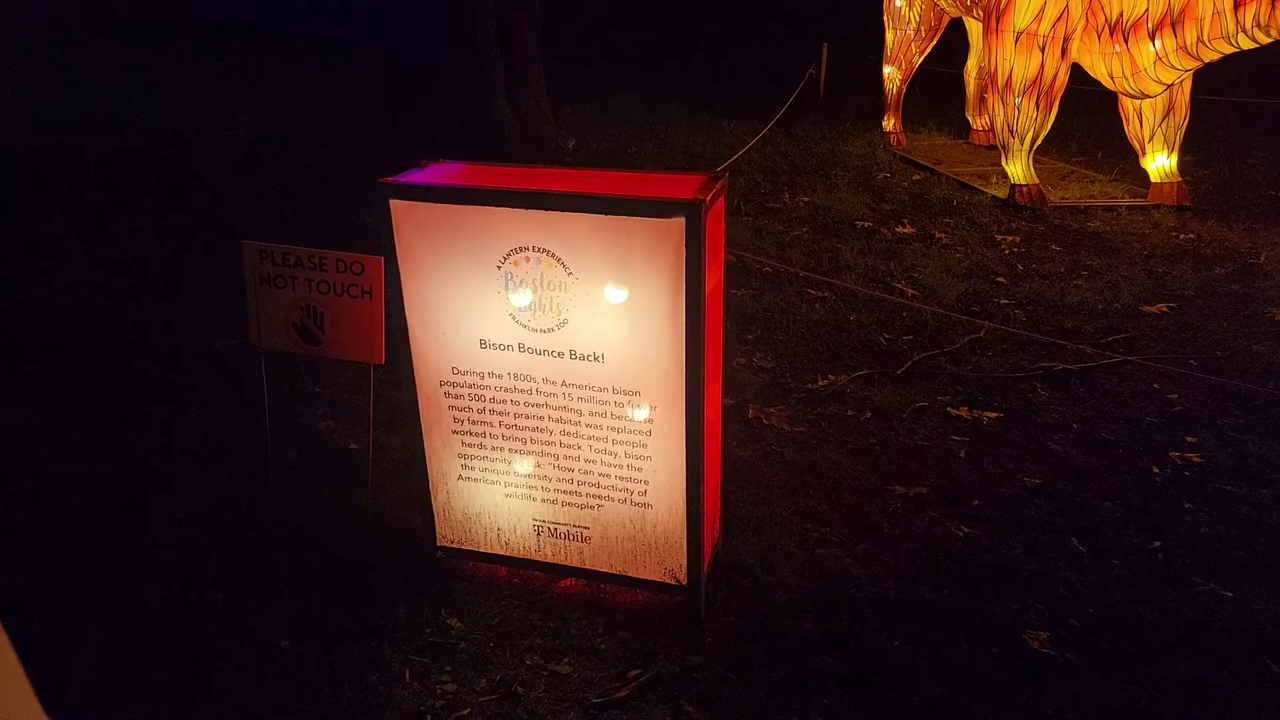 PLEASE DO
NOT TOUCH
A LANTERN EXPERIENCE
Boston
Lights
FRANKLIN PARK ZOO
Bison Bounce Back!
During the 1800s, the American bison
population crashed from 15 million to fewer
than 500 due to overhunting, and because
much of their prairie habitat was replaced
by farms. Fortunately, dedicated people
worked to bring bison back. Today, bison
herds are expanding and we have the
opportunity to ask: "How can we restore
the unique diversity and productivity of
American prairies to meets needs of both
wildlife and people?"
PROUD COMMUNITY PARTNER
T Mobile